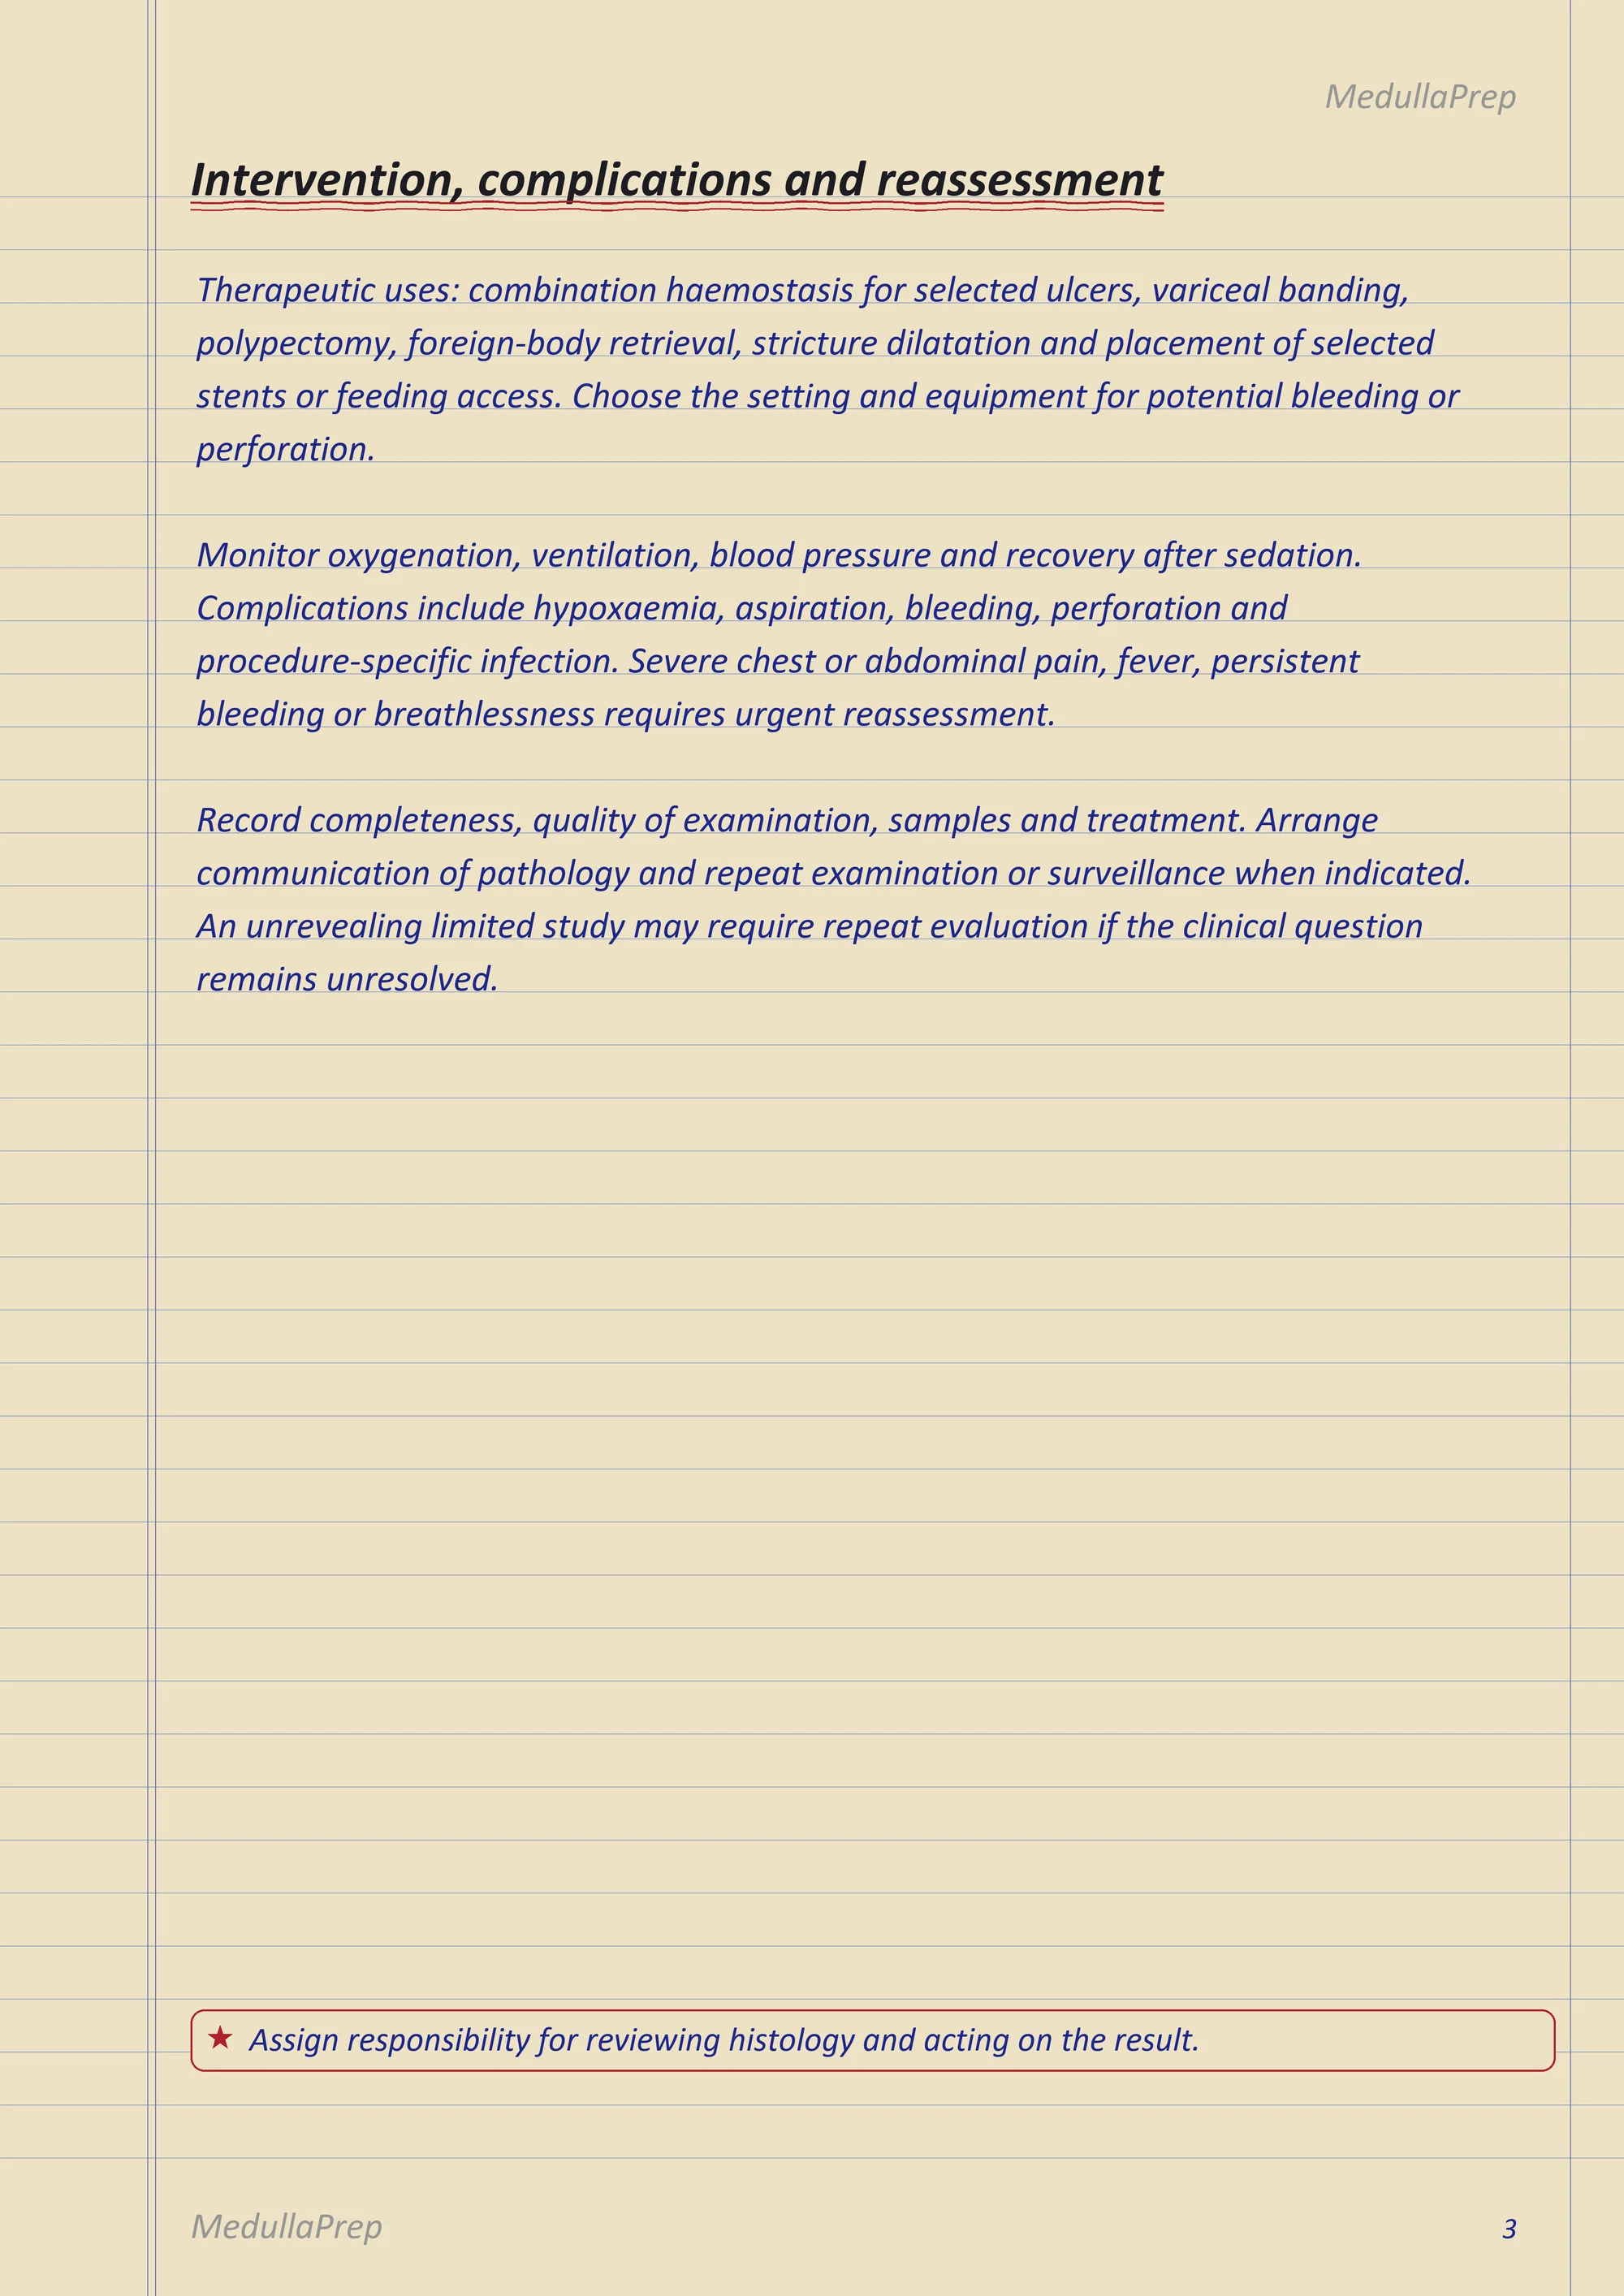 MedullaPrep
Intervention, complications and reassessment
Therapeutic uses: combination haemostasis for selected ulcers, variceal banding,
polypectomy, foreign-body retrieval, stricture dilatation and placement of selected
stents or feeding access. Choose the setting and equipment for potential bleeding or
perforation.
Monitor oxygenation, ventilation, blood pressure and recovery after sedation.
Complications include hypoxaemia, aspiration, bleeding, perforation and
procedure-specific infection. Severe chest or abdominal pain, fever, persistent
bleeding or breathlessness requires urgent reassessment.
Record completeness, quality of examination, samples and treatment. Arrange
communication of pathology and repeat examination or surveillance when indicated.
An unrevealing limited study may require repeat evaluation if the clinical question
remains unresolved.
★ Assign responsibility for reviewing histology and acting on the result.
MedullaPrep
3